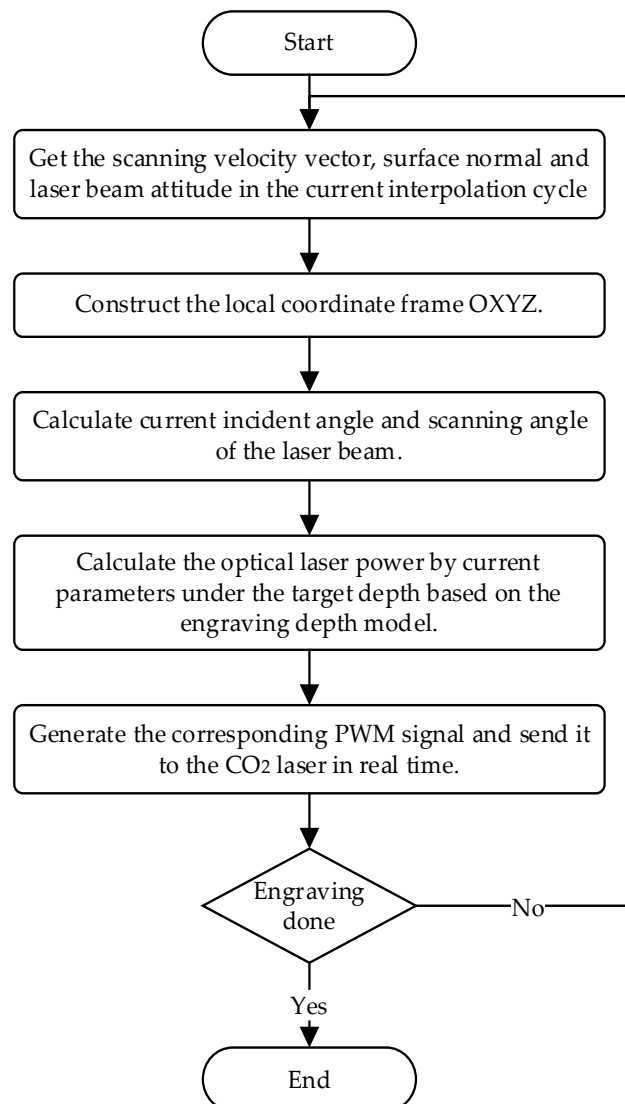 Start
Get the scanning velocity vector, surface normal and
laser beam attitude in the current interpolation cycle
Construct the local coordinate frame OXYZ.
Calculate current incident angle and scanning angle
of the laser beam.
Calculate the optical laser power by current
parameters under the target depth based on the
engraving depth model.
Generate the corresponding PWM signal and send it
to the CO2 laser in real time.
Engraving
done
No
Yes
End